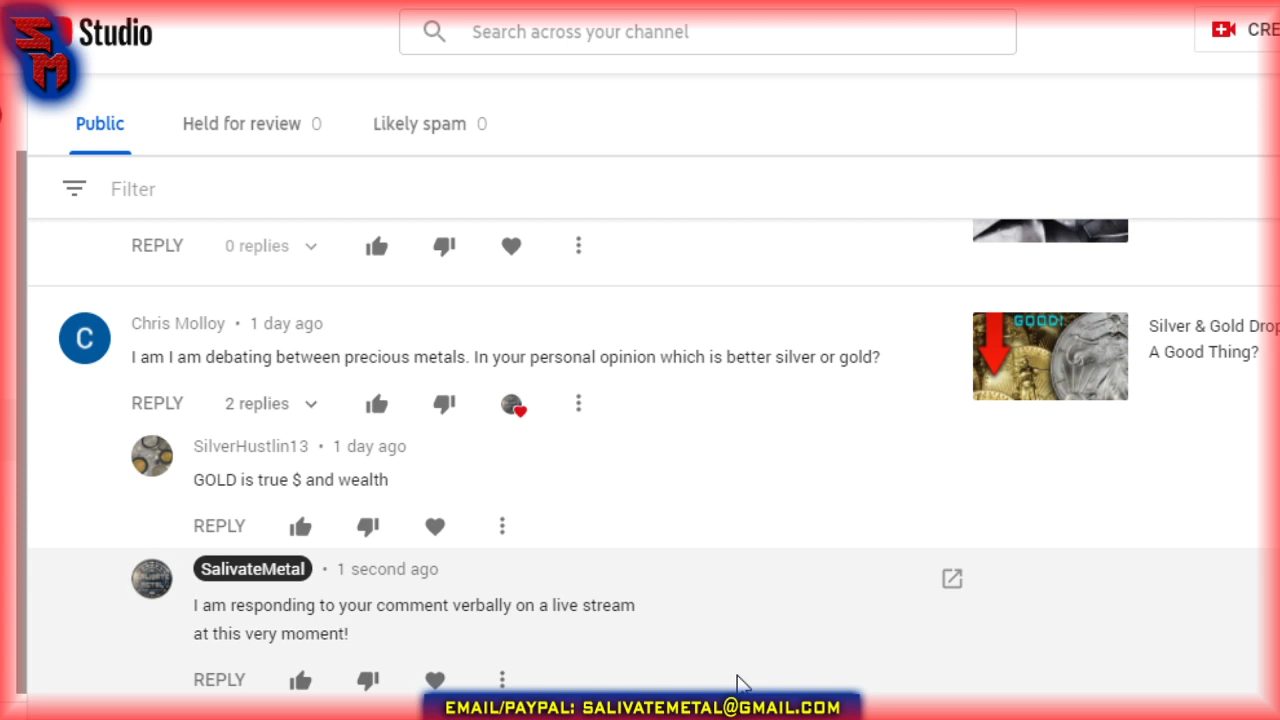 SM
Studio
Search across your channel
CRE
Public
Held for review 0
Likely spam 0
Filter
REPLY 0 replies
Chris Molloy • 1 day ago
I am I am debating between precious metals. In your personal opinion which is better silver or gold?
GOOD!
Silver & Gold Drop
A Good Thing?
REPLY 2 replies
C
SilverHustlin13 • 1 day ago
GOLD is true $ and wealth
REPLY
SalivateMetal • 1 second ago
I am responding to your comment verbally on a live stream
at this very moment!
REPLY
EMAIL/PAYPAL: SALIVATEMETAL@GMAIL.COM